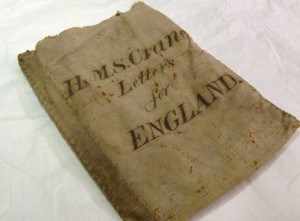 H.M.S. Crane
Letters
for
ENGLAND.